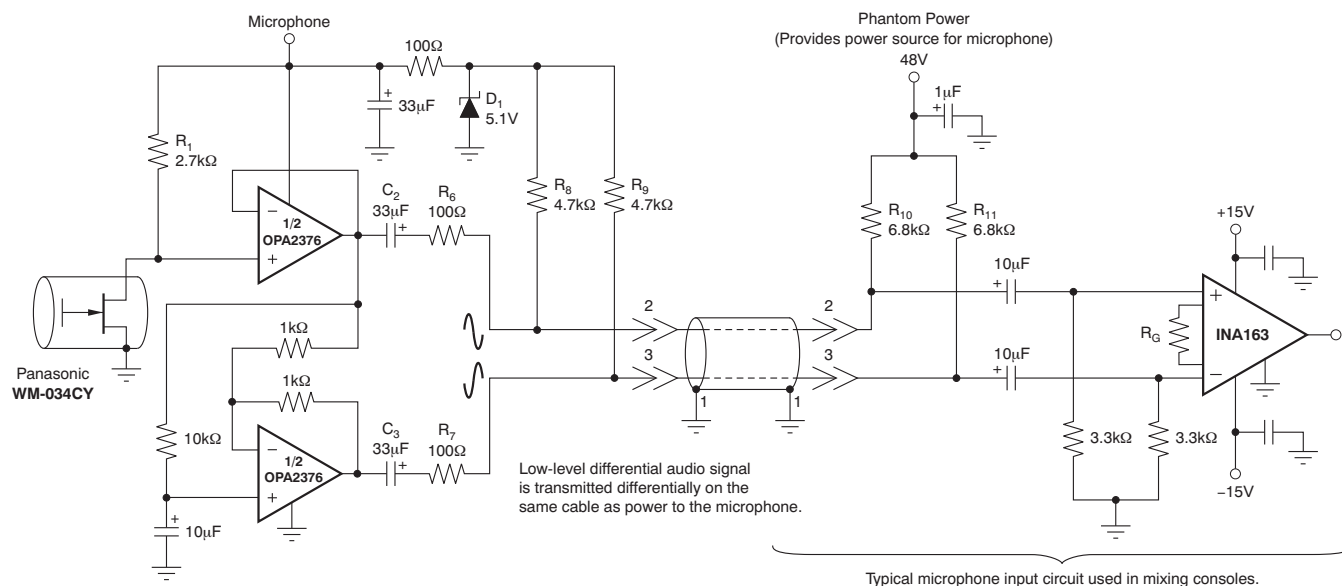 Microphone
100Ω
+
33μF
D1
5.1V
R1
2.7kΩ
−
1/2
OPA2376
+
C2
33μF
+
R6
100Ω
R8
4.7kΩ
R9
4.7kΩ
Panasonic
WM-034CY
1kΩ
1kΩ
10kΩ
−
1/2
OPA2376
+
C3
33μF
+
R7
100Ω
+
10μF
2
3
1
1
2
3
Low-level differential audio signal
is transmitted differentially on the
same cable as power to the microphone.
Phantom Power
(Provides power source for microphone)
48V
1μF
+
R10
6.8kΩ
R11
6.8kΩ
10μF
+
10μF
+
3.3kΩ
3.3kΩ
+15V
+
RG
INA163
−
−15V
Typical microphone input circuit used in mixing consoles.